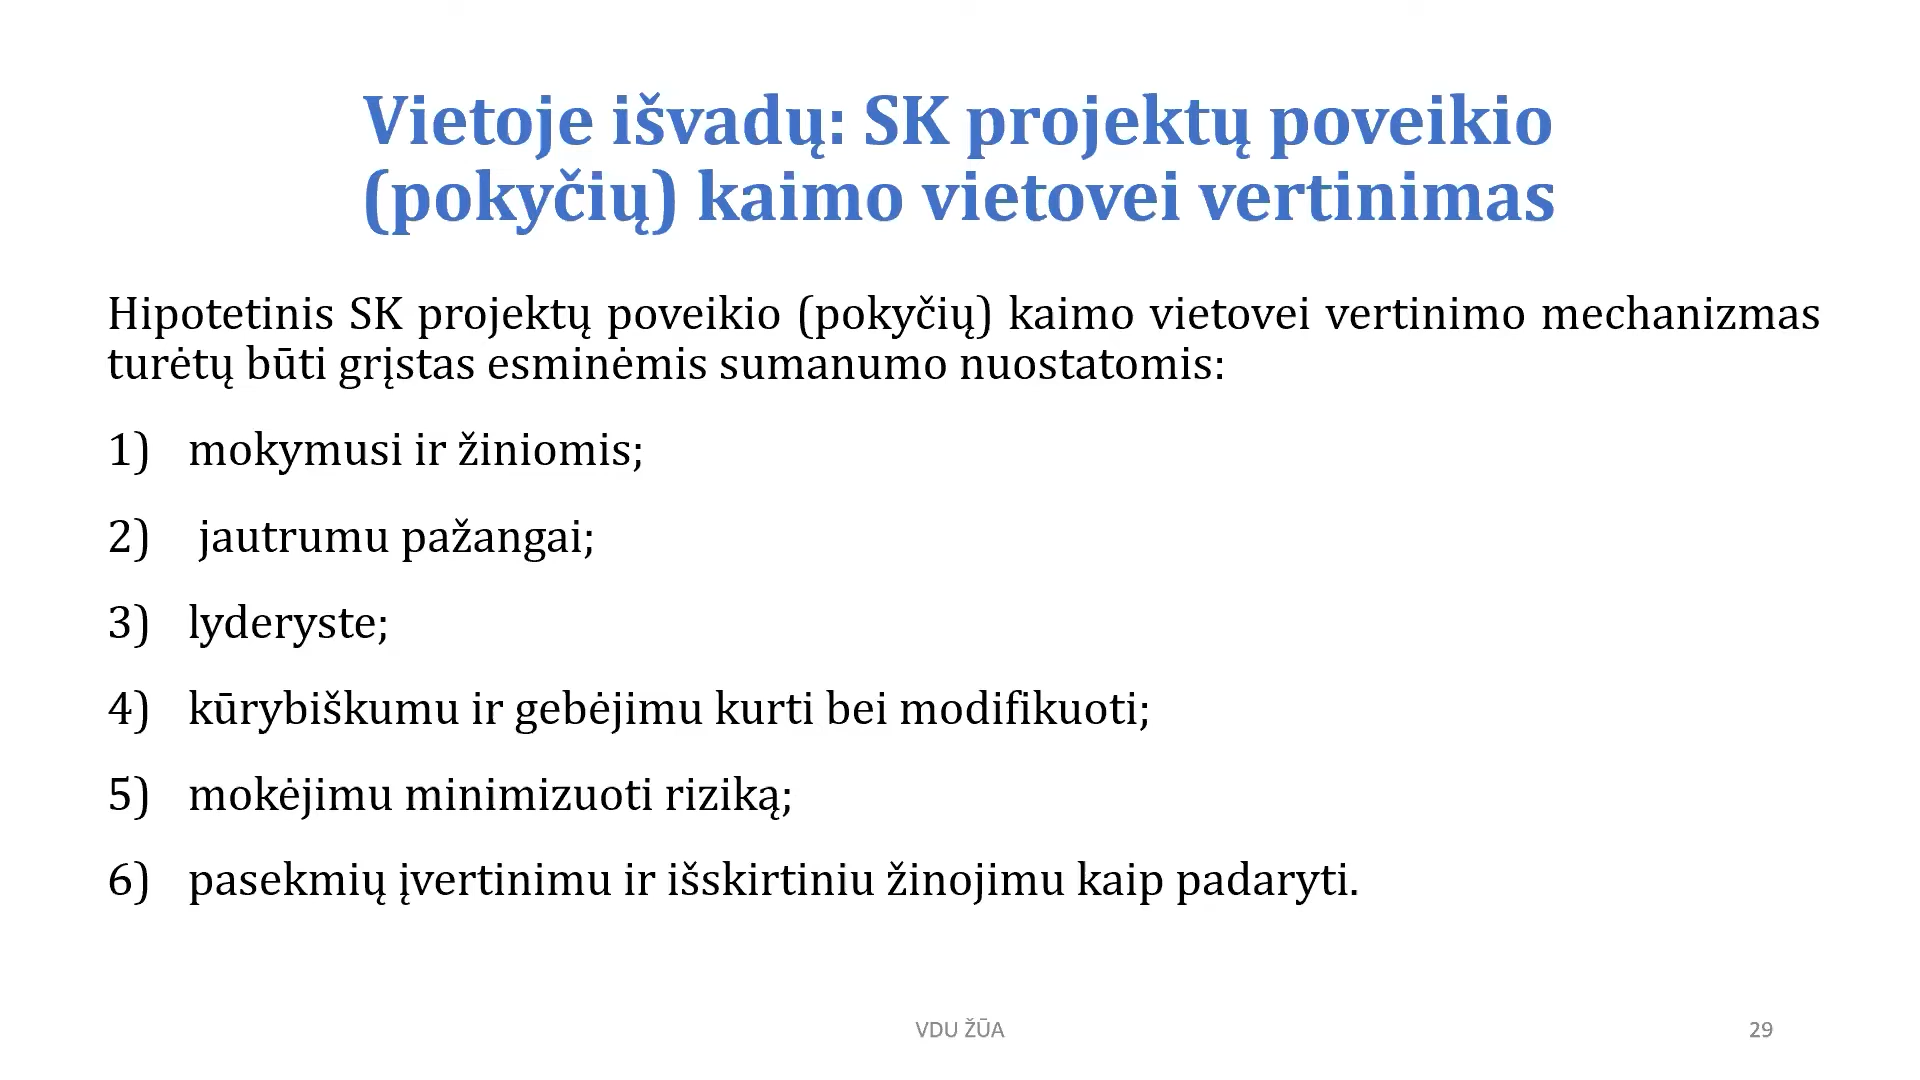 Vietoje išvadų: SK projektų poveikio
(pokyčių) kaimo vietovei vertinimas
Hipotetinis SK projektų poveikio (pokyčių) kaimo vietovei vertinimo mechanizmas
turėtų būti grįstas esminėmis sumanumo nuostatomis:
1) mokymusi ir žiniomis;
2) jautrumu pažangai;
3) lyderyste;
4) kūrybiškumu ir gebėjimu kurti bei modifikuoti;
5) mokėjimu minimizuoti riziką;
6) pasekmių įvertinimu ir išskirtiniu žinojimu kaip padaryti.
VDU ŽŪA
29